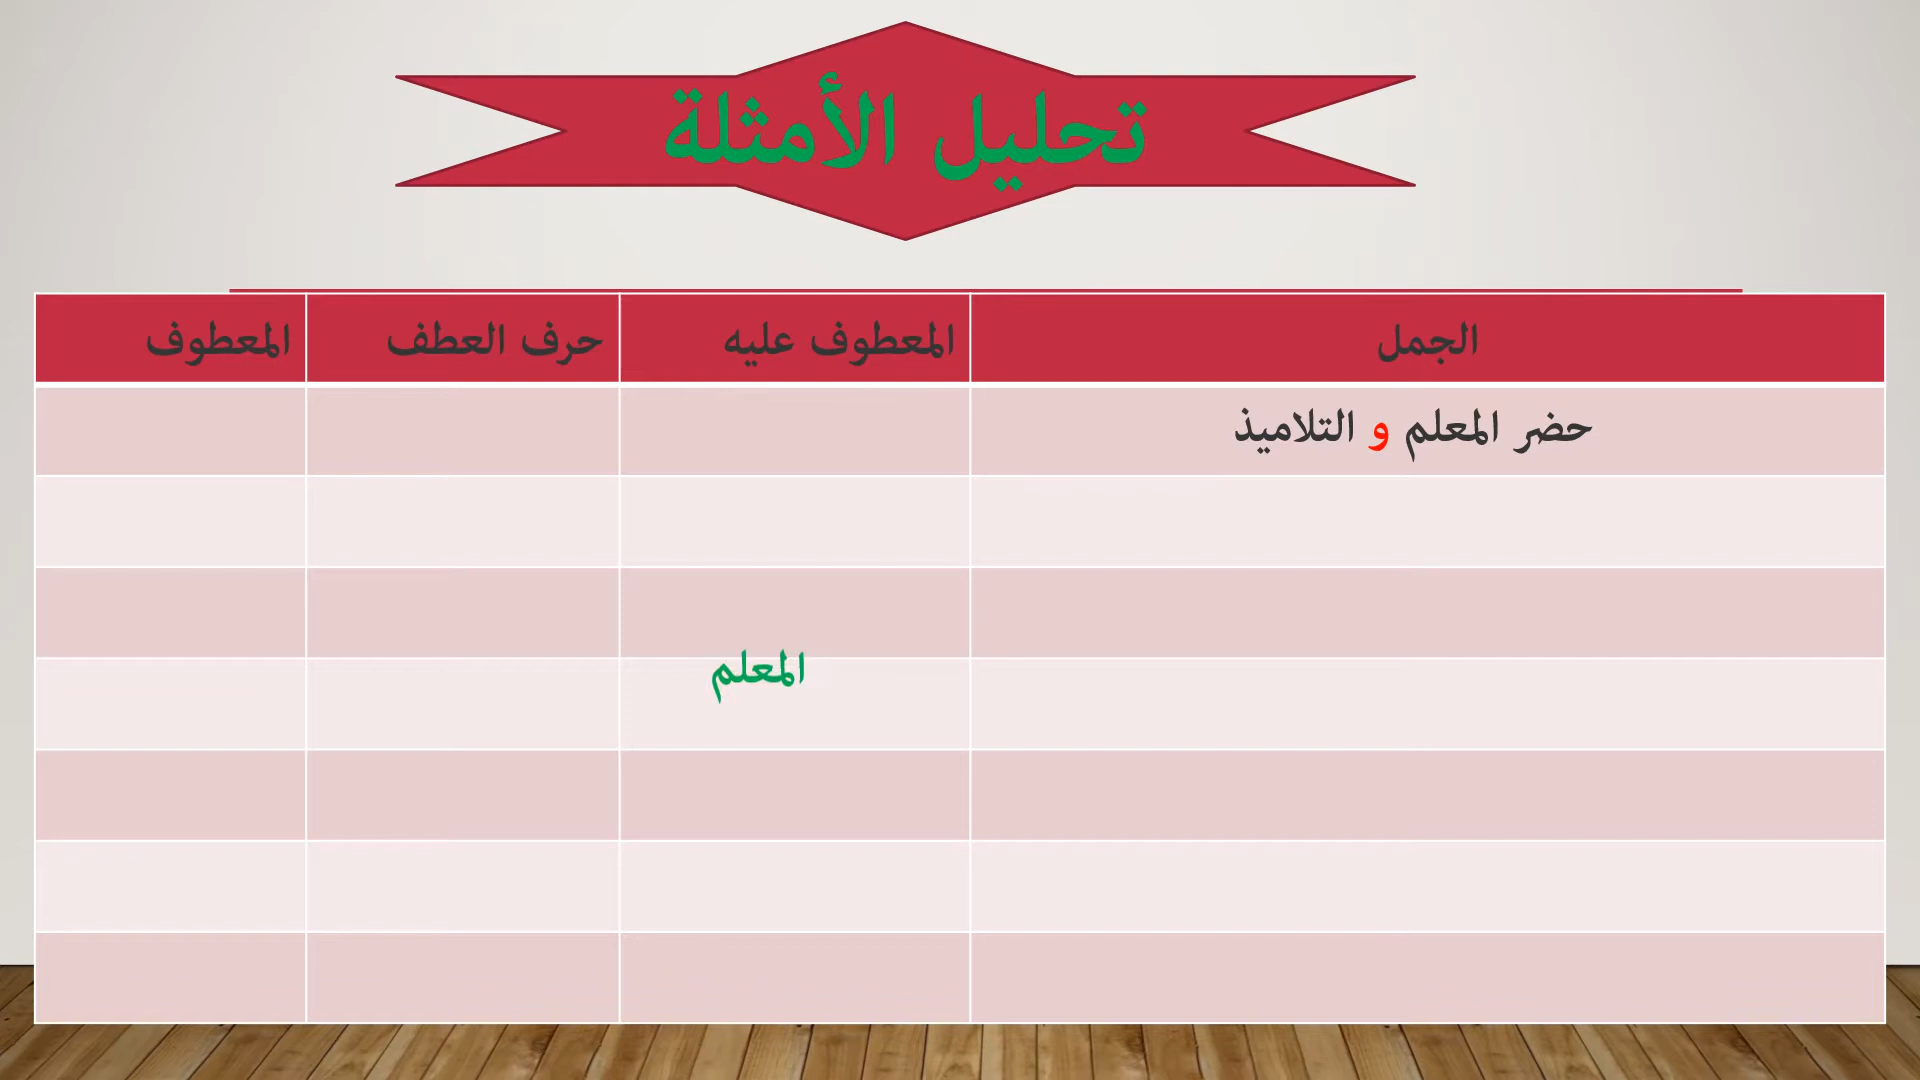 تحليل الأمثلة
الجمل المعطوف عليه حرف العطف المعطوف
حضر المعلم و التلاميذ
المعلم